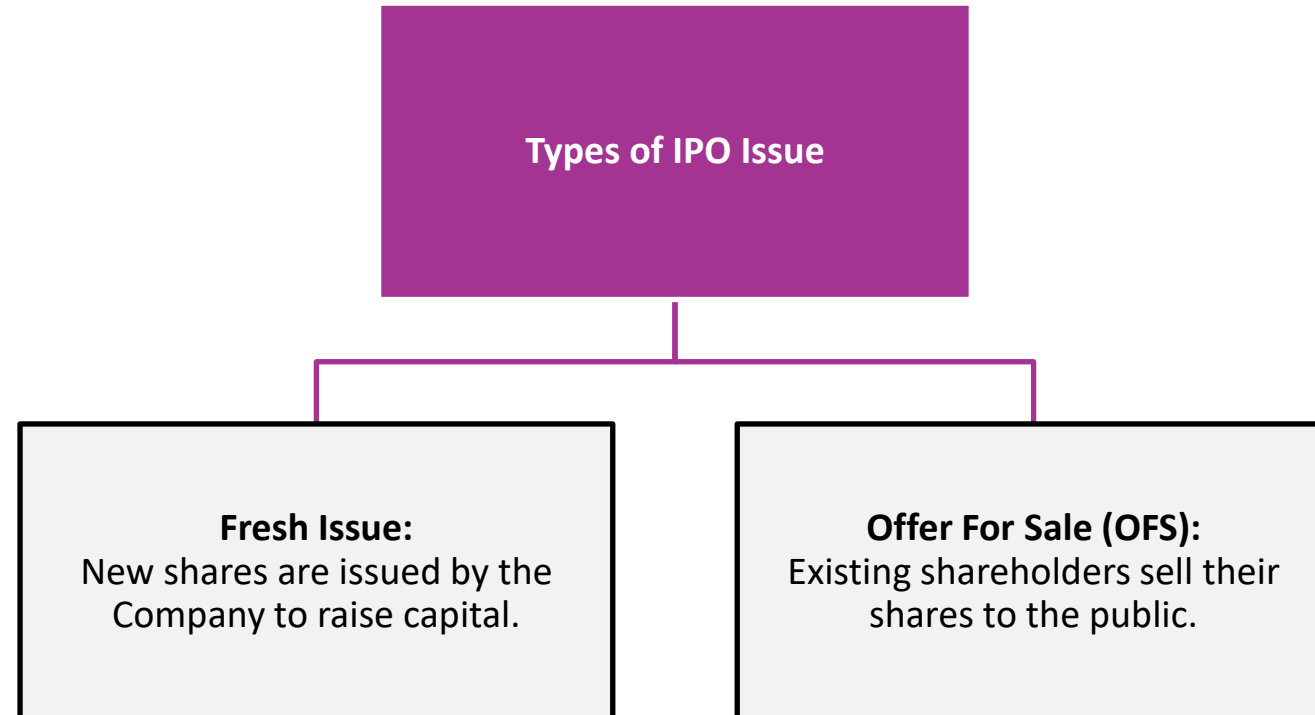 Types of IPO Issue
Fresh Issue:
New shares are issued by the
Company to raise capital.
Offer For Sale (OFS):
Existing shareholders sell their
shares to the public.